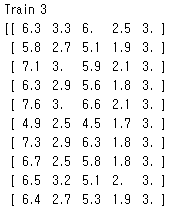 Train 3
[[ 6.3 3.3 6. 2.5 3. ]
[ 5.8 2.7 5.1 1.9 3. ]
[ 7.1 3. 5.9 2.1 3. ]
[ 6.3 2.9 5.6 1.8 3. ]
[ 7.6 3. 6.6 2.1 3. ]
[ 4.9 2.5 4.5 1.7 3. ]
[ 7.3 2.9 6.3 1.8 3. ]
[ 6.7 2.5 5.8 1.8 3. ]
[ 6.5 3.2 5.1 2. 3. ]
[ 6.4 2.7 5.3 1.9 3. ]